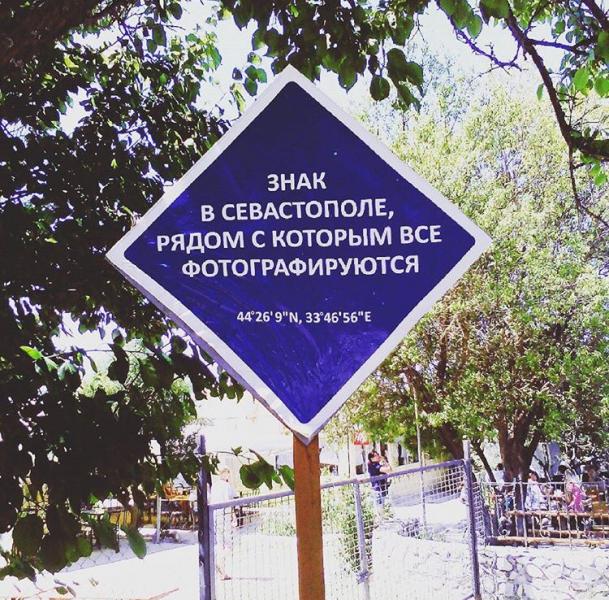 ЗНАК
В СЕВАСТОПОЛЕ,
РЯДОМ С КОТОРЫМ ВСЕ
ФОТОГРАФИРУЮТСЯ
44°26'9"N, 33°46'56"E